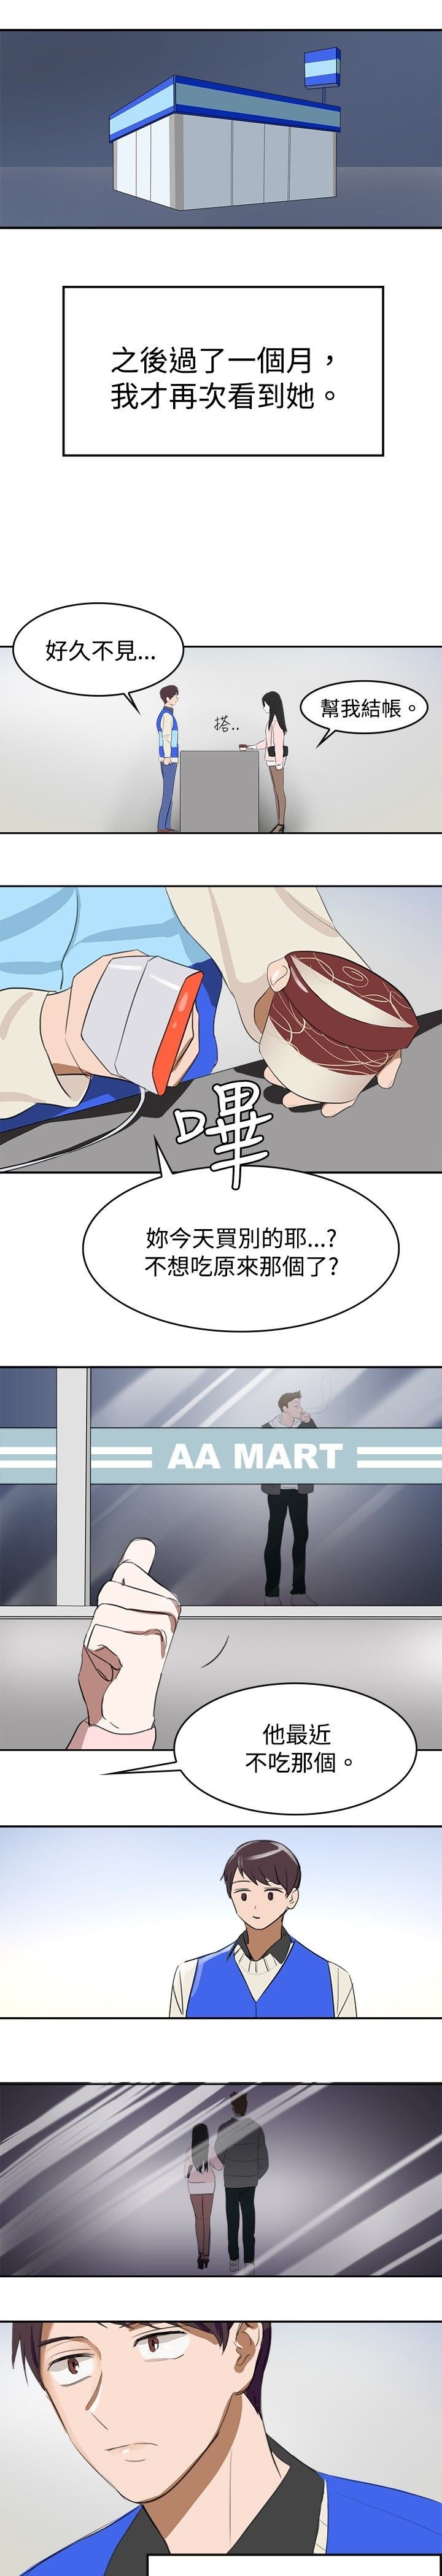 之後過了一個月，
我才再次看到她。
好久不見...
搭..
幫我結帳。
嗶
妳今天買別的耶...?
不想吃原來那個了?
AA MART
他最近
不吃那個。